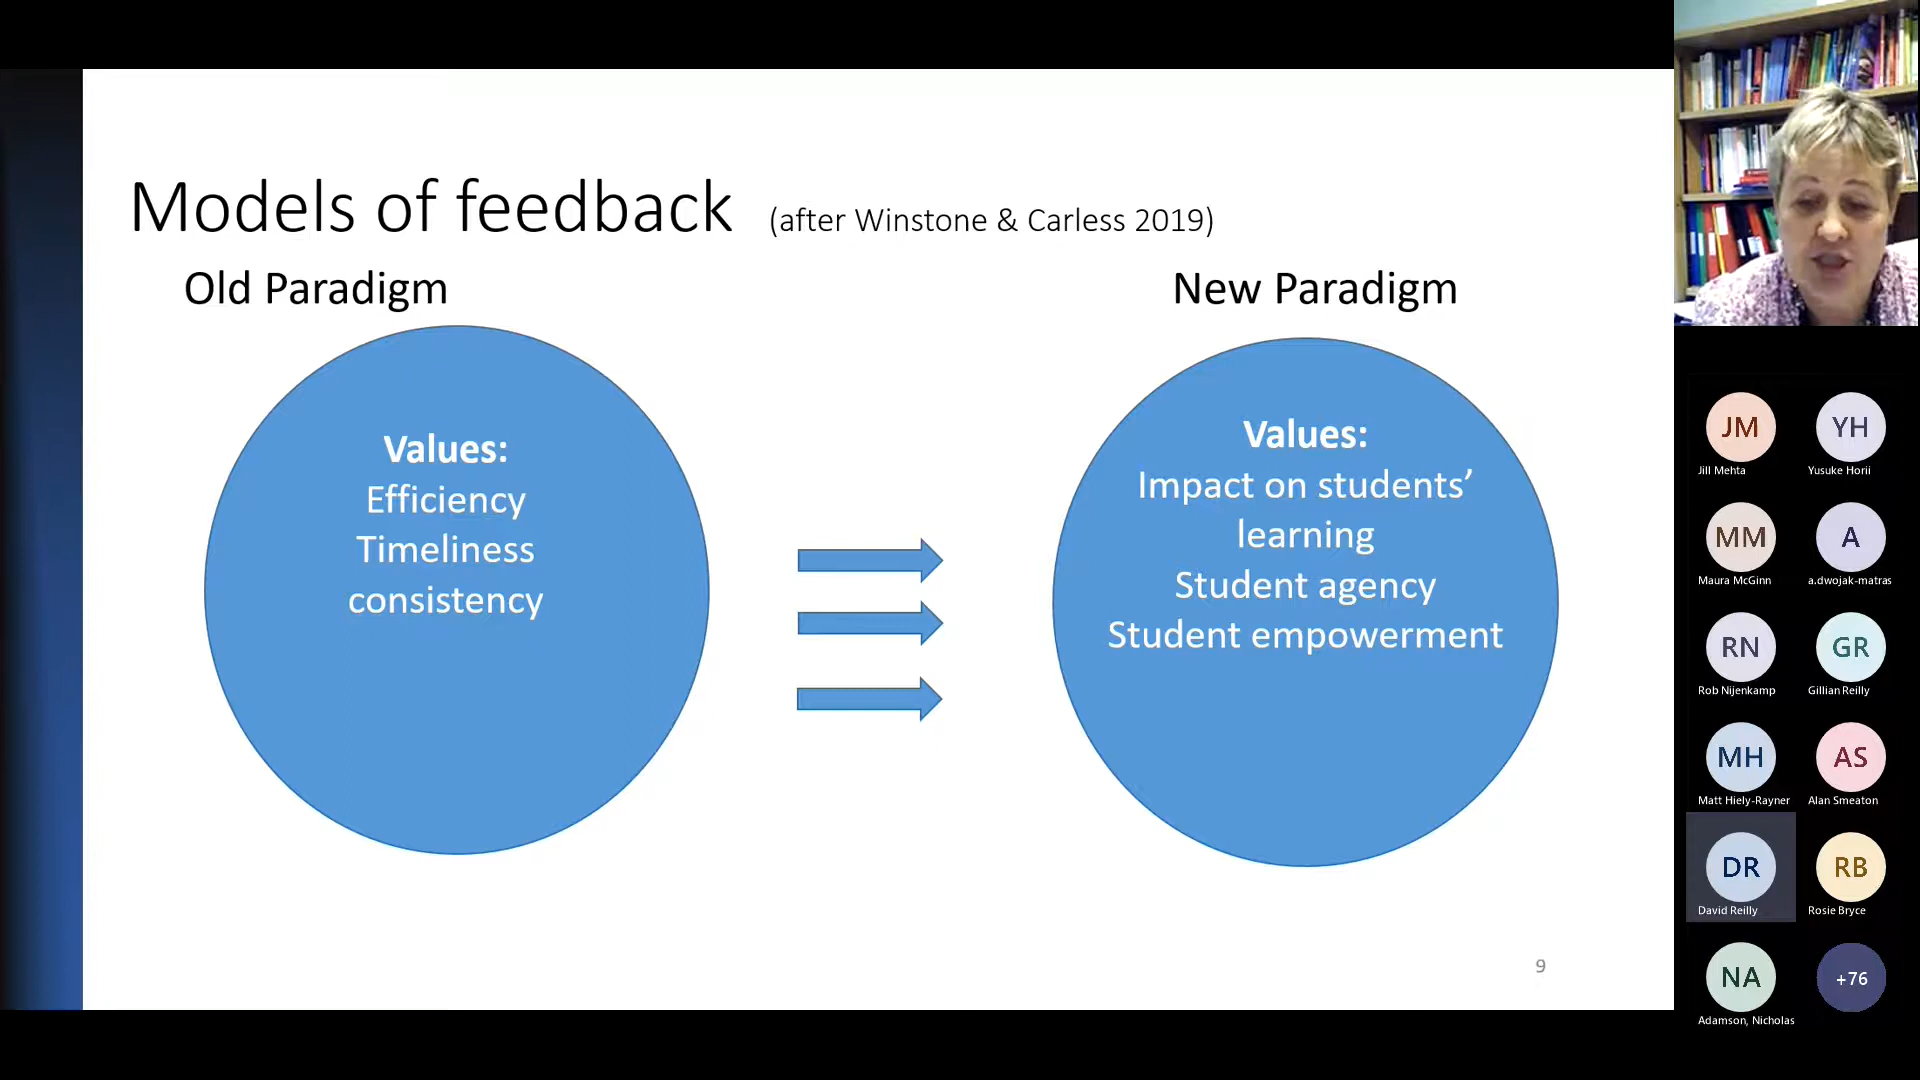 Models of feedback (after Winstone & Carless 2019)
Old Paradigm
New Paradigm
Values:
Efficiency
Timeliness
consistency
Values:
Impact on students’
learning
Student agency
Student empowerment
9
JM
Jill Mehta
YH
Yusuke Horii
MM
Maura McGinn
A
a.dwojak-matras
RN
Rob Nijenkamp
GR
Gillian Reilly
MH
Matt Hiely-Rayner
AS
Alan Smeaton
DR
David Reilly
RB
Rosie Bryce
NA
Adamson, Nicholas
+76